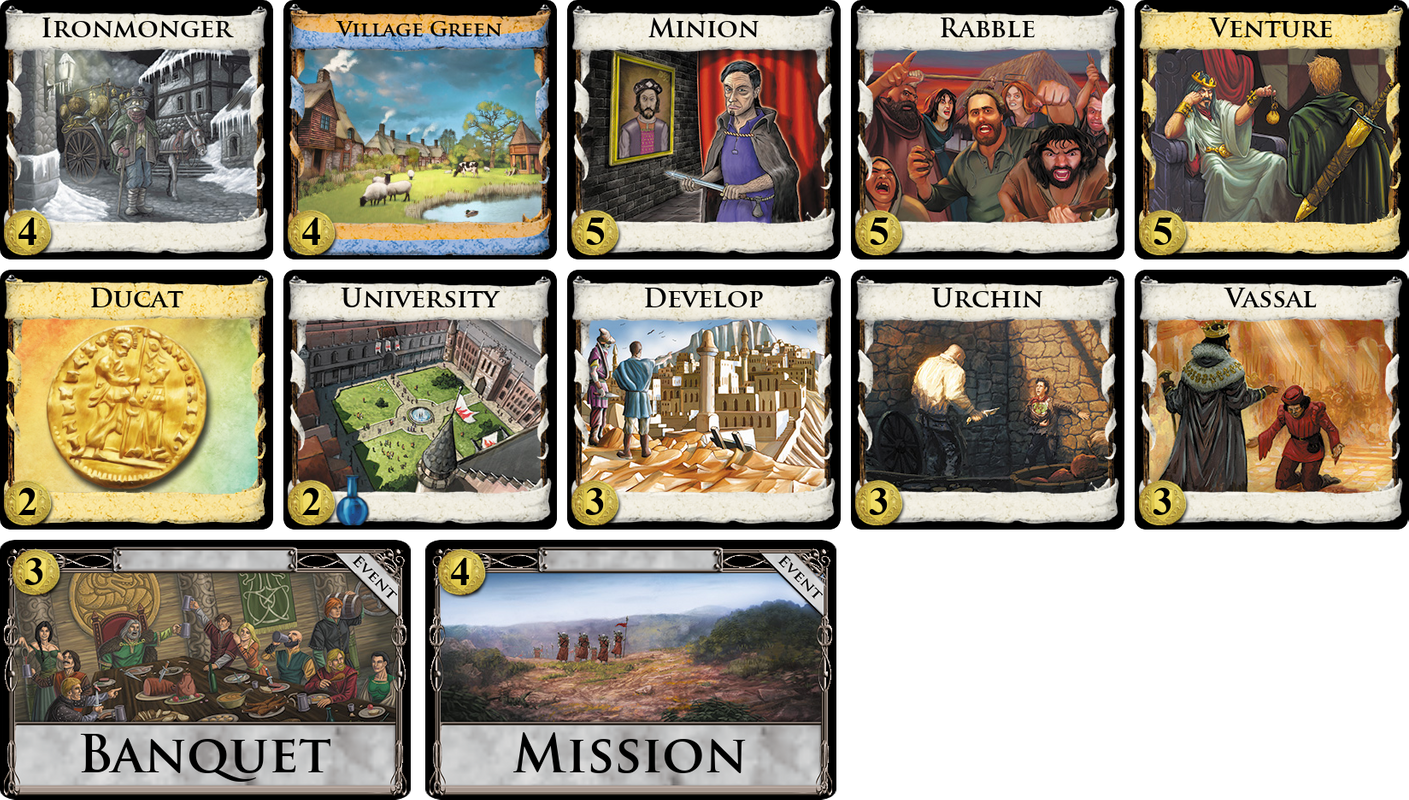 Ironmonger
4
Village Green
4
Minion
5
Rabble
5
Venture
5
Ducat
2
University
2
Develop
3
Urchin
3
Vassal
3
3
Event
Banquet
4
Event
Mission